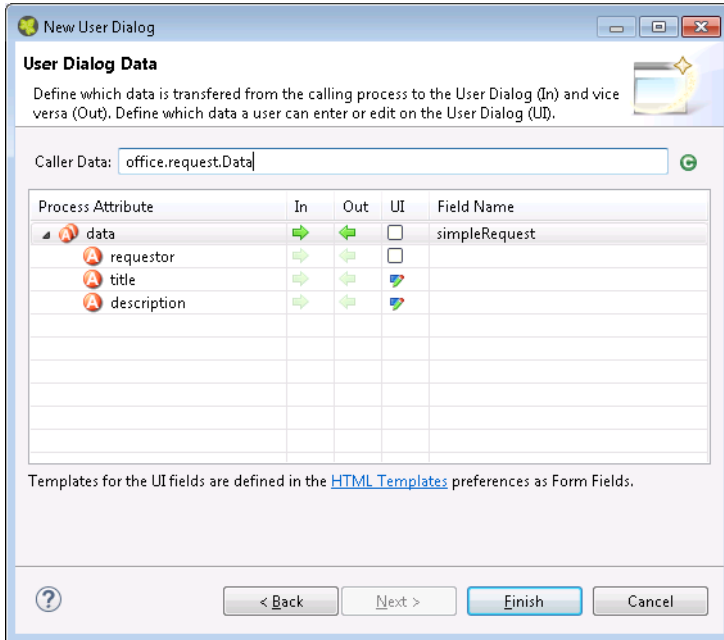 New User Dialog
User Dialog Data
Define which data is transfered from the calling process to the User Dialog (In) and vice
versa (Out). Define which data a user can enter or edit on the User Dialog (UI).
Caller Data: office.request.Data
Process Attribute In Out UI Field Name
data simpleRequest
requestor
title
description
Templates for the UI fields are defined in the HTML Templates preferences as Form Fields.
< Back Next > Finish Cancel